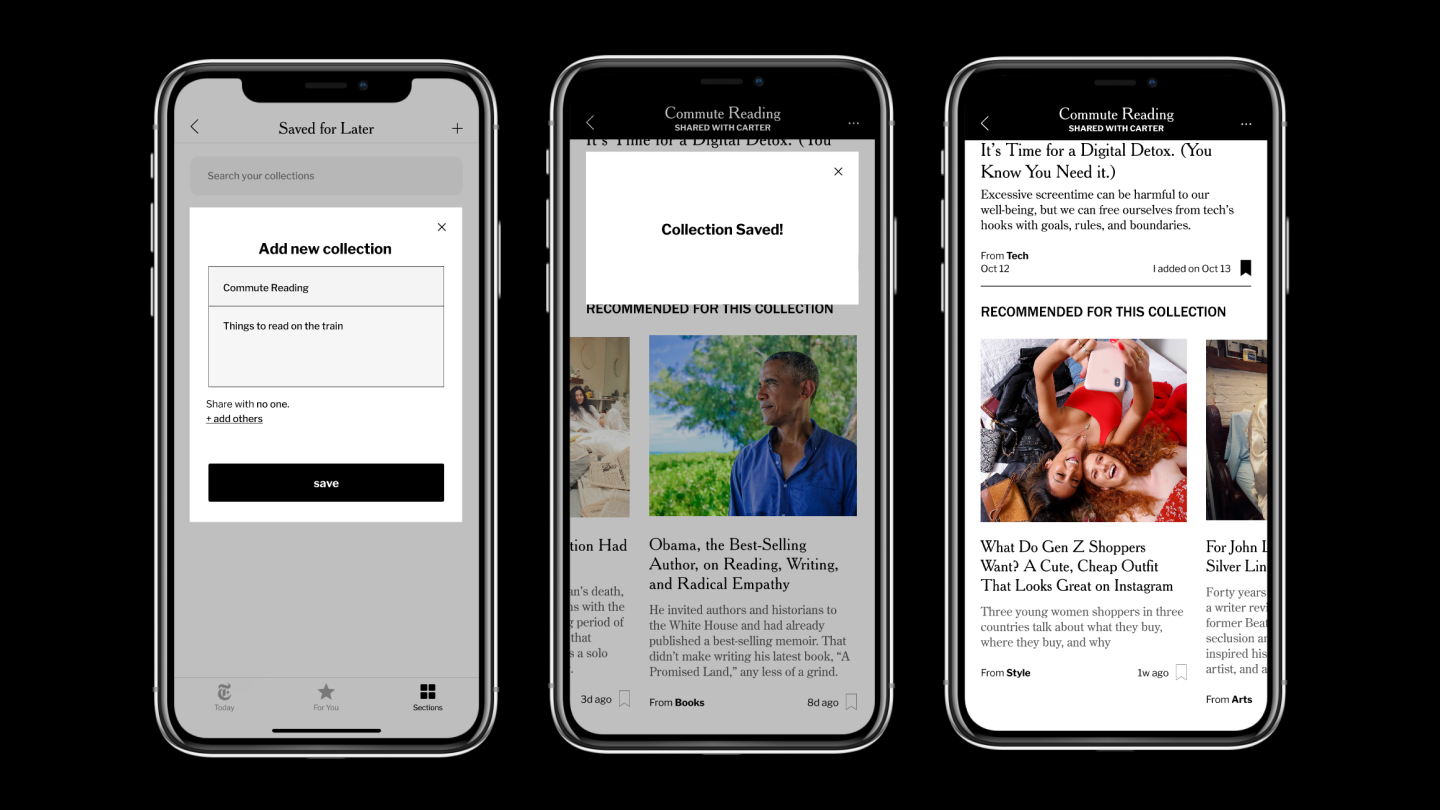 Saved for Later
Search your collections
Add new collection
Commute Reading
Things to read on the train
Share with no one.
+ add others
save
Today
For You
Sections
Commute Reading
SHARED WITH CARTER
It's Time for a Digital Detox. (You
Collection Saved!
RECOMMENDED FOR THIS COLLECTION
tion Had
an's death,
ns with the
g period of
that
s a solo
3d ago
Obama, the Best-Selling
Author, on Reading, Writing,
and Radical Empathy
He invited authors and historians to
the White House and had already
published a best-selling memoir. That
didn't make writing his latest book, “A
Promised Land,” any less of a grind.
From Books
8d ago
Commute Reading
SHARED WITH CARTER
It's Time for a Digital Detox. (You
Know You Need it.)
Excessive screentime can be harmful to our
well-being, but we can free ourselves from tech's
hooks with goals, rules, and boundaries.
From Tech
Oct 12
I added on Oct 13
RECOMMENDED FOR THIS COLLECTION
What Do Gen Z Shoppers
Want? A Cute, Cheap Outfit
That Looks Great on Instagram
Three young women shoppers in three
countries talk about what they buy,
where they buy, and why
From Style
1w ago
For John L
Silver Lin
Forty years
a writer revi
former Beat
seclusion an
inspired his
artist, and a
From Arts